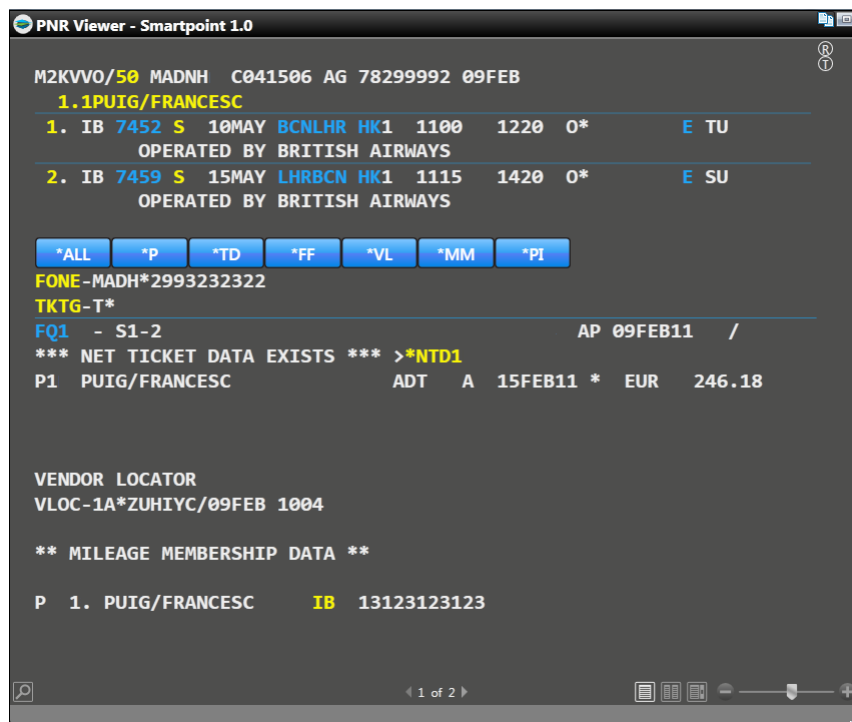 PNR Viewer - Smartpoint 1.0
R
T
M2KVVO/50 MADNH C041506 AG 78299992 09FEB
1.1PUIG/FRANCESC
1. IB 7452 S 10MAY BCNLHR HK1 1100 1220 O* E TU
OPERATED BY BRITISH AIRWAYS
2. IB 7459 S 15MAY LHRBCN HK1 1115 1420 O* E SU
OPERATED BY BRITISH AIRWAYS
*ALL *P *TD *FF *VL *MM *PI
FONE-MADH*2993232322
TKTG-T*
FQ1 - S1-2 AP 09FEB11 /
*** NET TICKET DATA EXISTS *** >*NTD1
P1 PUIG/FRANCESC ADT A 15FEB11 * EUR 246.18
VENDOR LOCATOR
VLOC-1A*ZUHIYC/09FEB 1004
** MILEAGE MEMBERSHIP DATA **
P 1. PUIG/FRANCESC IB 13123123123
1 of 2